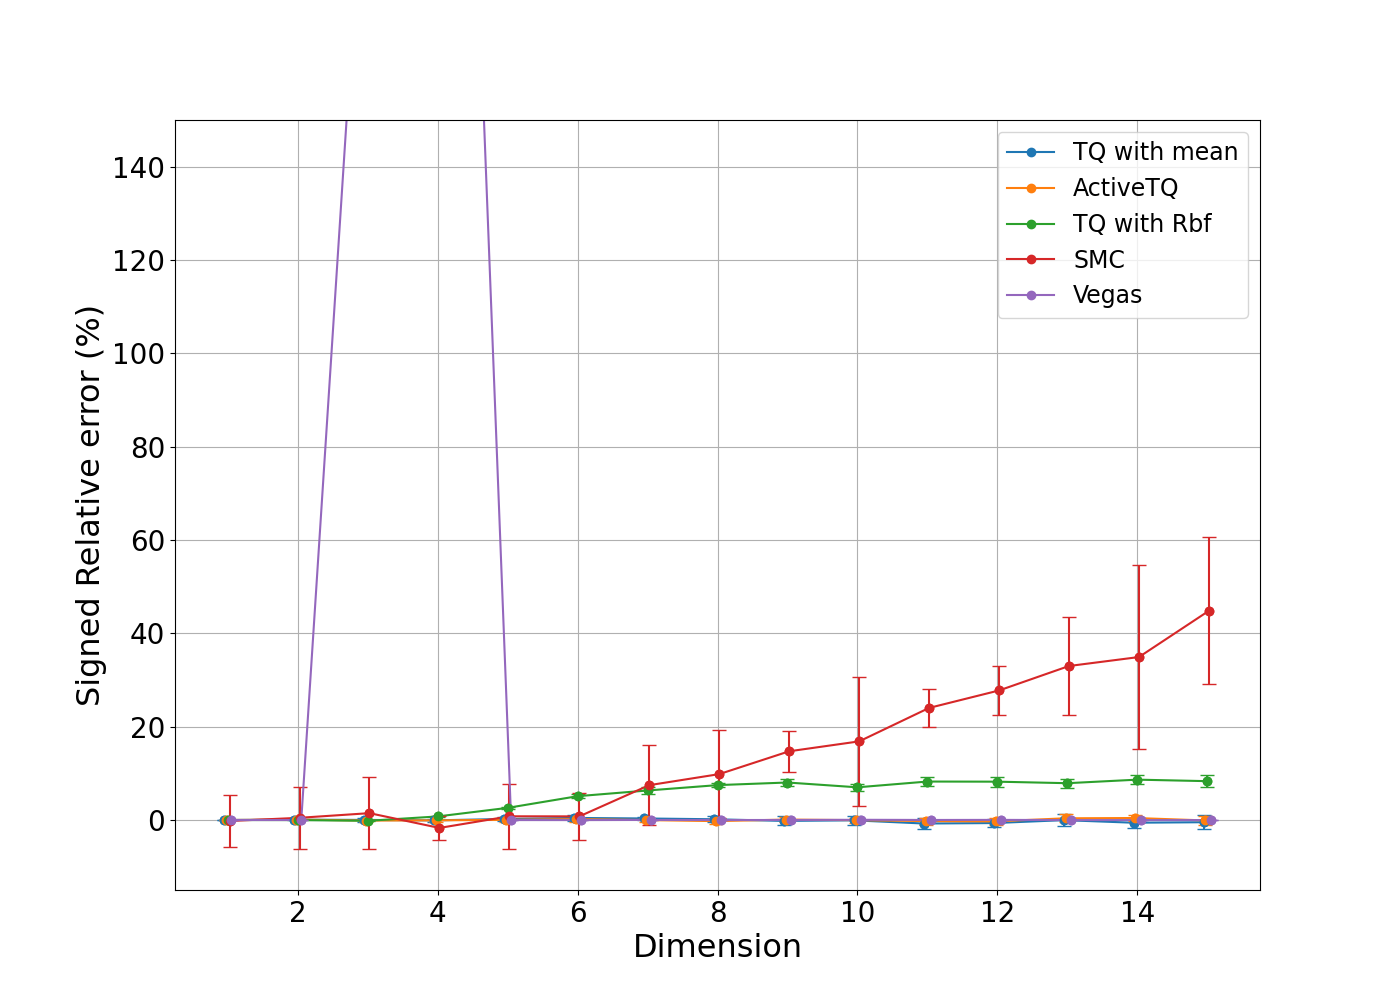 TQ with mean
ActiveTQ
TQ with Rbf
SMC
Vegas
140
120
100
80
60
40
20
0
Signed Relative error (%)
2 4 6 8 10 12 14
Dimension